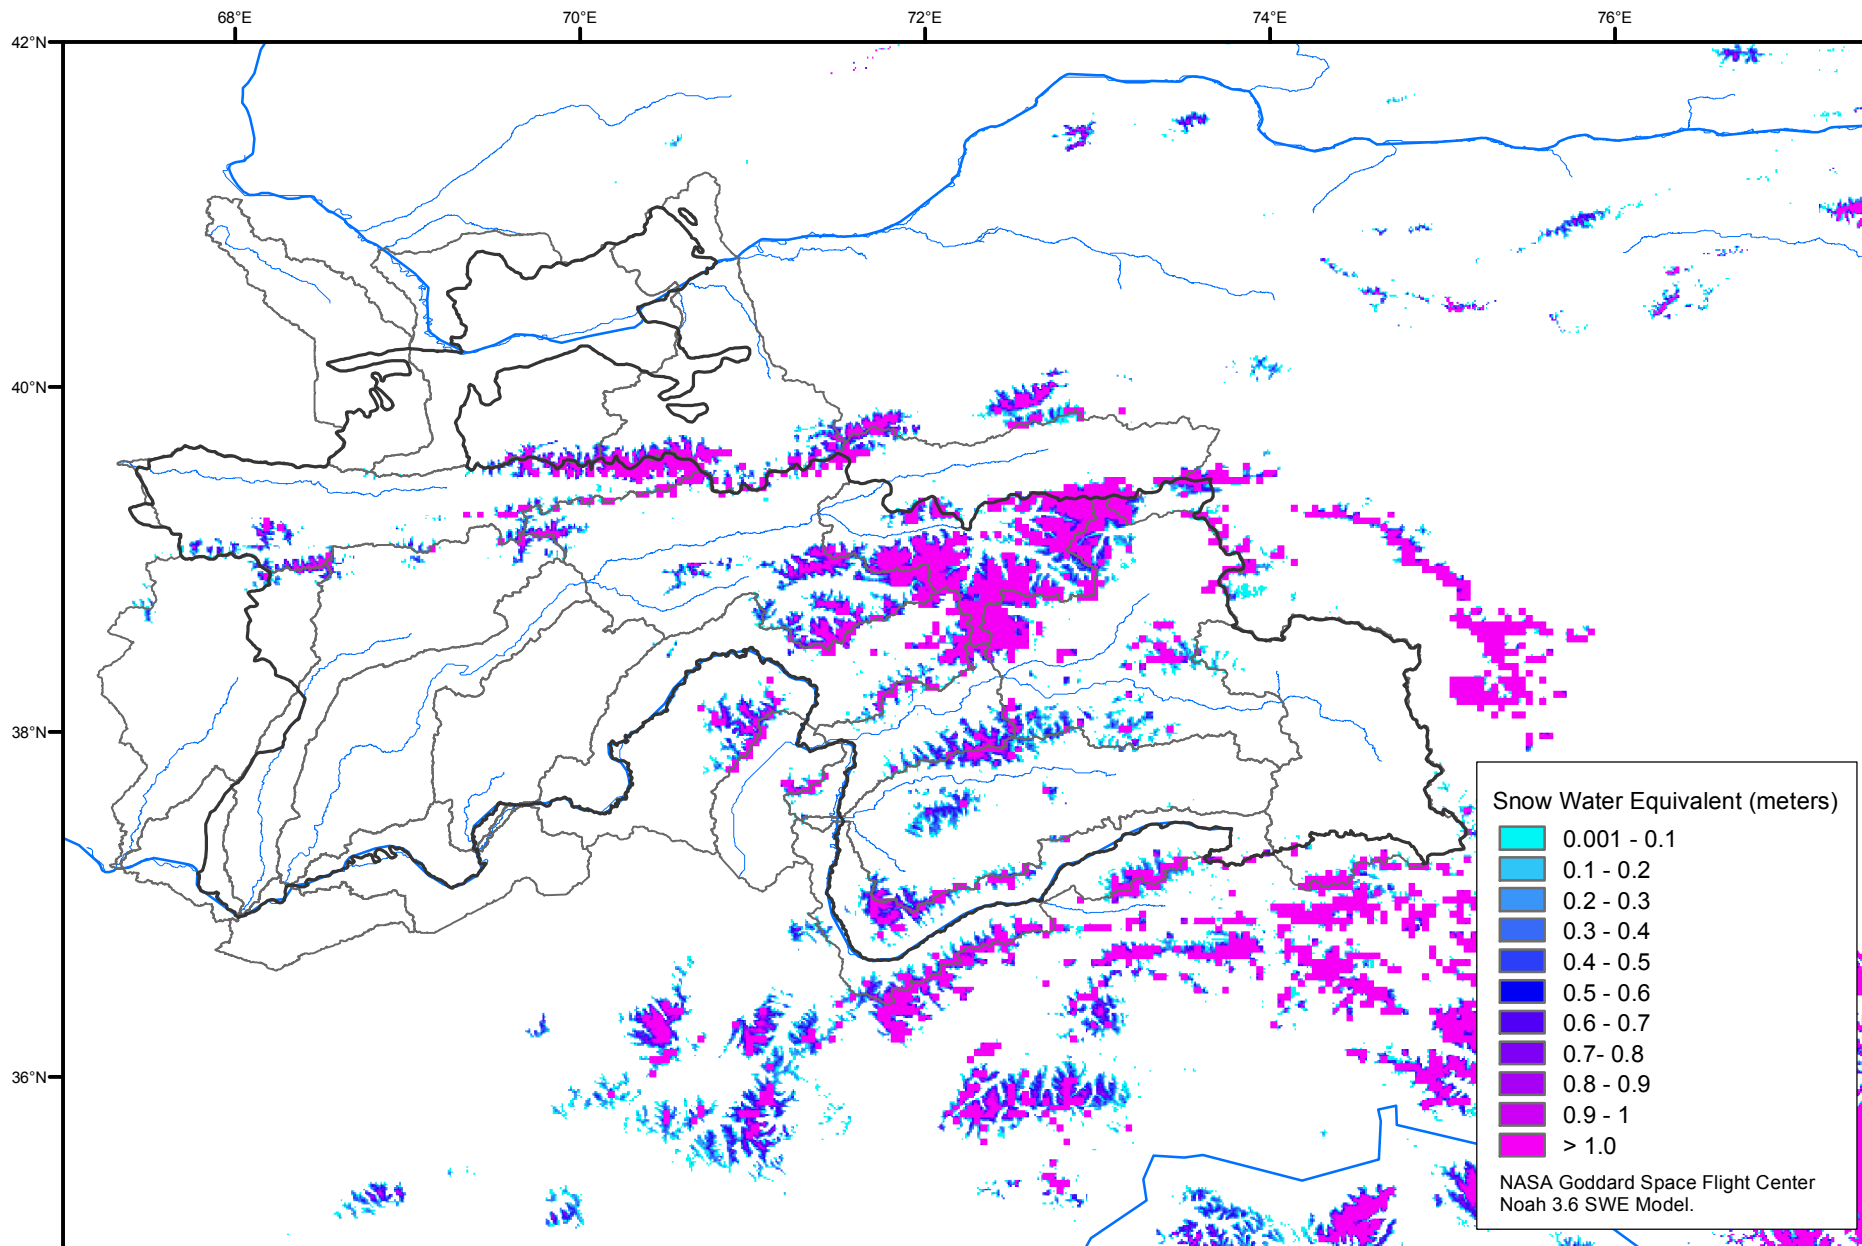 68°E
70°E
72°E
74°E
76°E
42°N
40°N
38°N
36°N
Snow Water Equivalent (meters)
0.001 - 0.1
0.1 - 0.2
0.2 - 0.3
0.3 - 0.4
0.4 - 0.5
0.5 - 0.6
0.6 - 0.7
0.7- 0.8
0.8 - 0.9
0.9 - 1
> 1.0
NASA Goddard Space Flight Center
Noah 3.6 SWE Model.